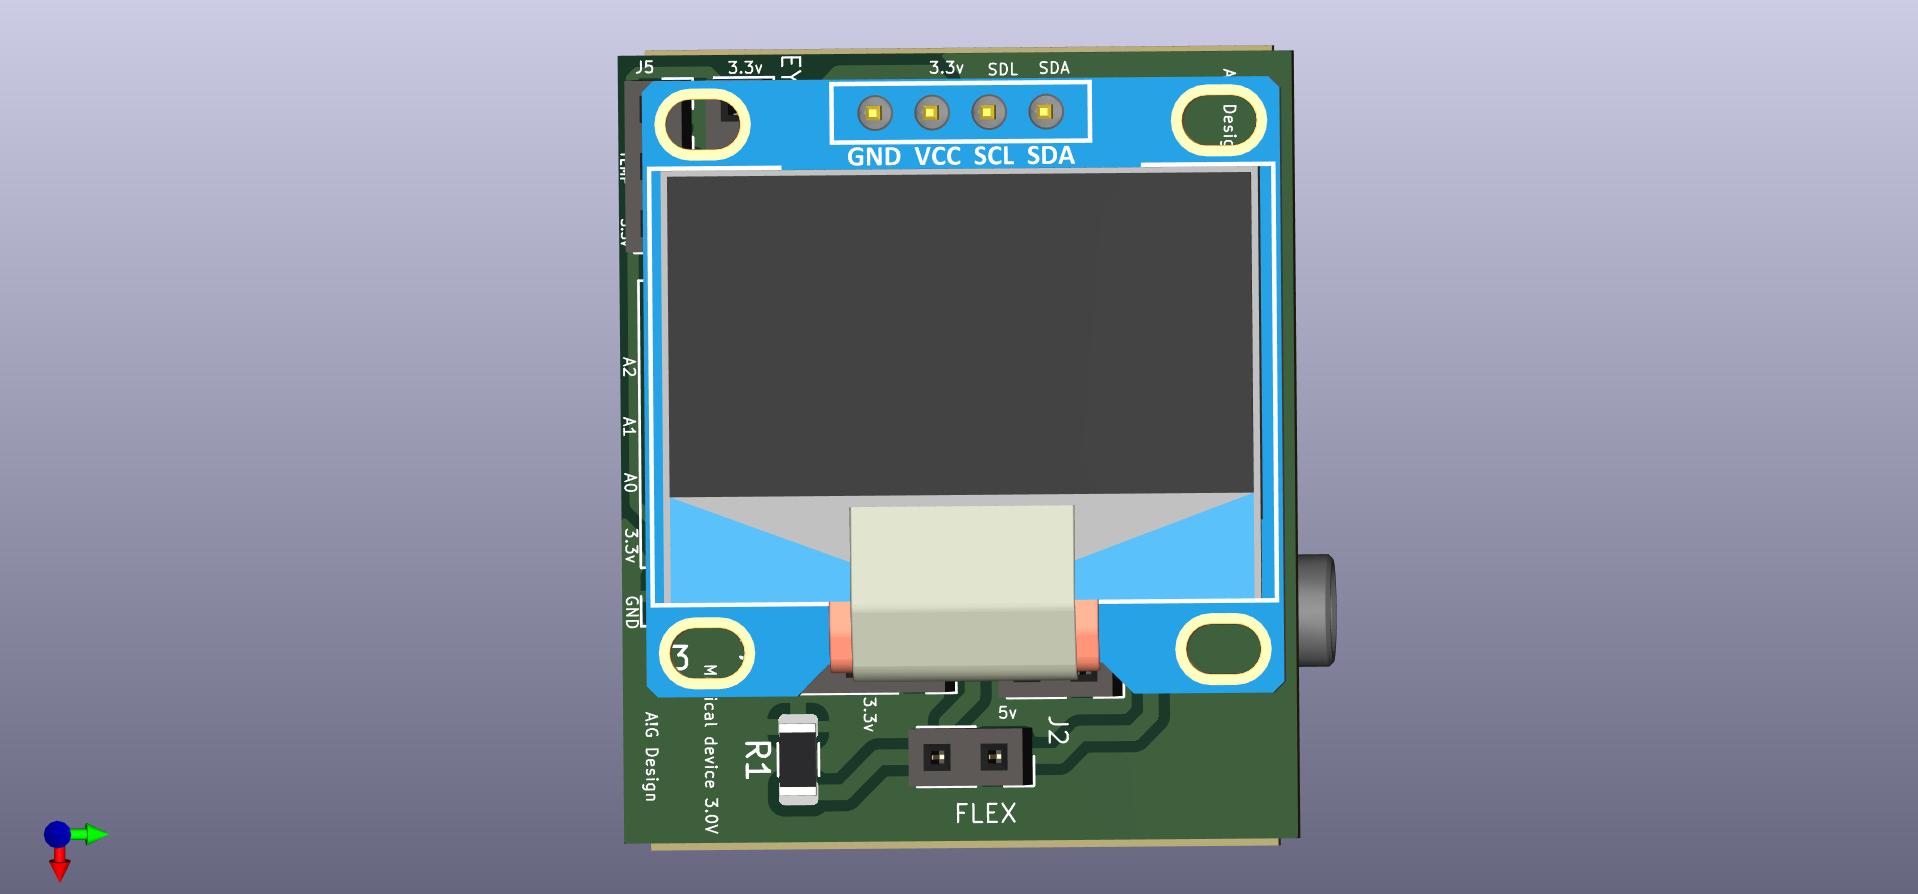 J5
3.3v
EY
3.3v
SDL
SDA
A
Desig
GND VCC SCL SDA
A2
A1
A0
3.3v
GND
3
M
ical device 3.0V
A!G Design
R1
3.3v
5v
J2
FLEX